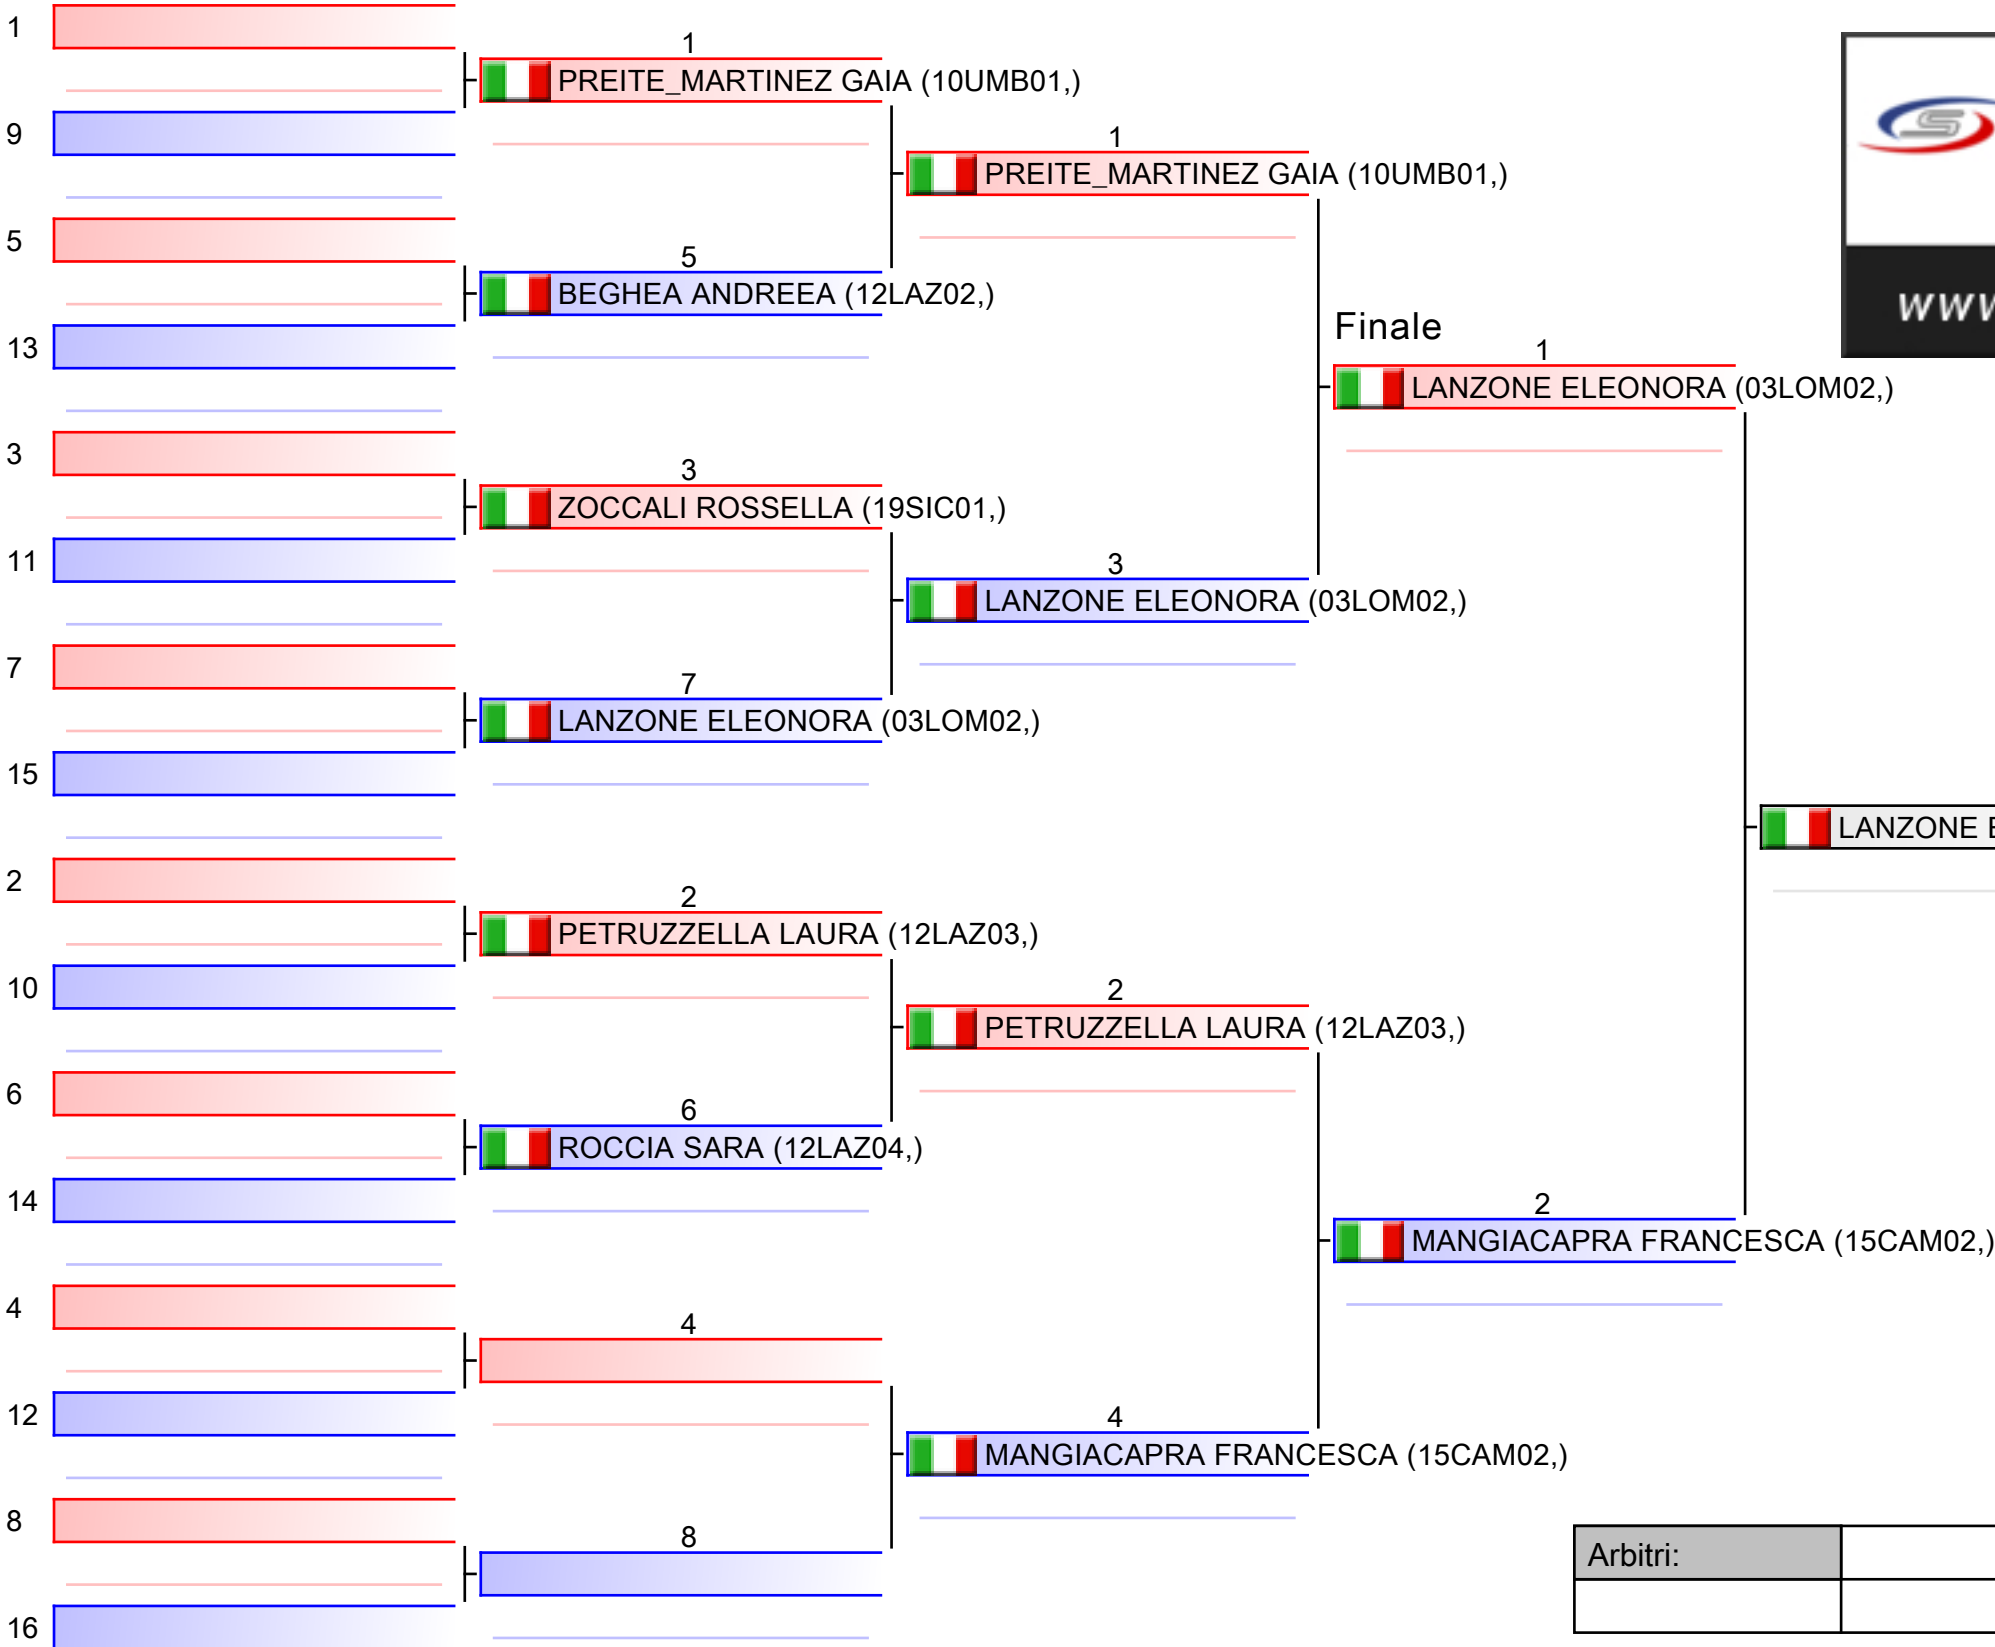 1
9
5
13
3
11
7
15
2
10
6
14
4
12
8
16
1
PREITE_MARTINEZ GAIA (10UMB01,)
5
BEGHEA ANDREEA (12LAZ02,)
3
ZOCCALI ROSSELLA (19SIC01,)
7
LANZONE ELEONORA (03LOM02,)
2
PETRUZZELLA LAURA (12LAZ03,)
6
ROCCIA SARA (12LAZ04,)
4
8
1
PREITE_MARTINEZ GAIA (10UMB01,)
3
LANZONE ELEONORA (03LOM02,)
2
PETRUZZELLA LAURA (12LAZ03,)
4
MANGIACAPRA FRANCESCA (15CAM02,)
Finale
1
LANZONE ELEONORA (03LOM02,)
2
MANGIACAPRA FRANCESCA (15CAM02,)
LANZONE E
S
www
Arbitri: